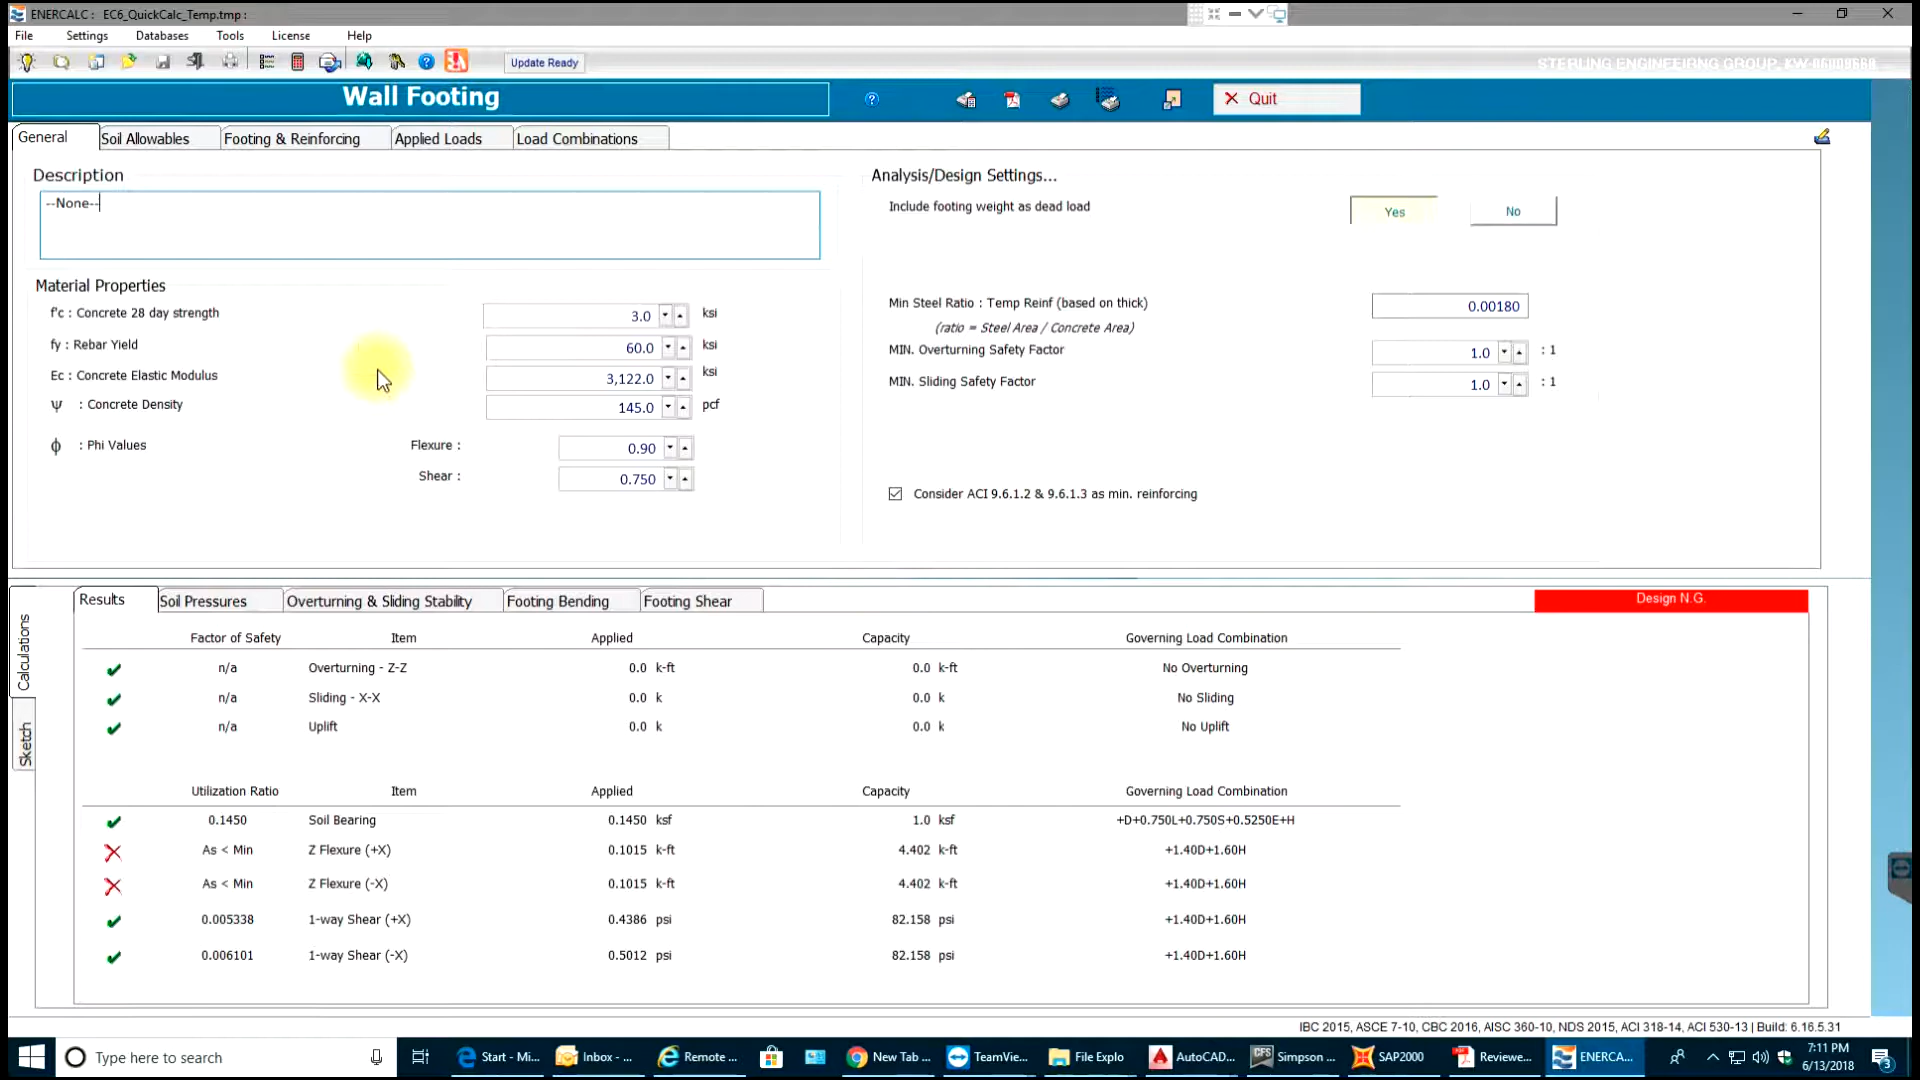 ENERCALC : EC6_QuickCalc_Temp.tmp :
File Settings Databases Tools License Help
Update Ready
STERLING ENGINEEIRNG GROUP, KW-06008668
Wall Footing
Quit
General Soil Allowables Footing & Reinforcing Applied Loads Load Combinations
Description
--None--
Analysis/Design Settings...
Include footing weight as dead load Yes No
Material Properties
f'c : Concrete 28 day strength 3.0 ksi
fy : Rebar Yield 60.0 ksi
Ec : Concrete Elastic Modulus 3,122.0 ksi
Ψ : Concrete Density 145.0 pcf
ϕ : Phi Values Flexure : 0.90
Shear : 0.750
Min Steel Ratio : Temp Reinf (based on thick) 0.00180
(ratio = Steel Area / Concrete Area)
MIN. Overturning Safety Factor 1.0 : 1
MIN. Sliding Safety Factor 1.0 : 1
Consider ACI 9.6.1.2 & 9.6.1.3 as min. reinforcing
Calculations
Sketch
Results Soil Pressures Overturning & Sliding Stability Footing Bending Footing Shear
Design N.G.
Factor of Safety Item Applied Capacity Governing Load Combination
n/a Overturning - Z-Z 0.0 k-ft 0.0 k-ft No Overturning
n/a Sliding - X-X 0.0 k 0.0 k No Sliding
n/a Uplift 0.0 k 0.0 k No Uplift
Utilization Ratio Item Applied Capacity Governing Load Combination
0.1450 Soil Bearing 0.1450 ksf 1.0 ksf +D+0.750L+0.750S+0.5250E+H
As < Min Z Flexure (+X) 0.1015 k-ft 4.402 k-ft +1.40D+1.60H
As < Min Z Flexure (-X) 0.1015 k-ft 4.402 k-ft +1.40D+1.60H
0.005338 1-way Shear (+X) 0.4386 psi 82.158 psi +1.40D+1.60H
0.006101 1-way Shear (-X) 0.5012 psi 82.158 psi +1.40D+1.60H
IBC 2015, ASCE 7-10, CBC 2016, AISC 360-10, NDS 2015, ACI 318-14, ACI 530-13 | Build: 6.16.5.31
Type here to search
Start - Mi...
Inbox - ...
Remote ...
New Tab ...
TeamVie...
File Explo
AutoCAD...
CFS
Simpson ...
SAP2000
Reviewe...
ENERCA...
7:11 PM
6/13/2018
3